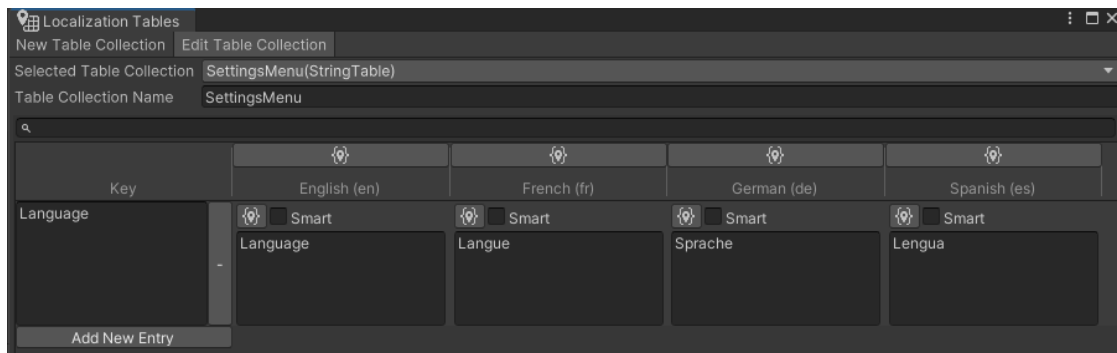 Localization Tables
New Table Collection Edit Table Collection
Selected Table Collection SettingsMenu(StringTable)
Table Collection Name SettingsMenu
Key English (en) French (fr) German (de) Spanish (es)
Language Smart Smart Smart Smart
Language Langue Sprache Lengua
-
Add New Entry